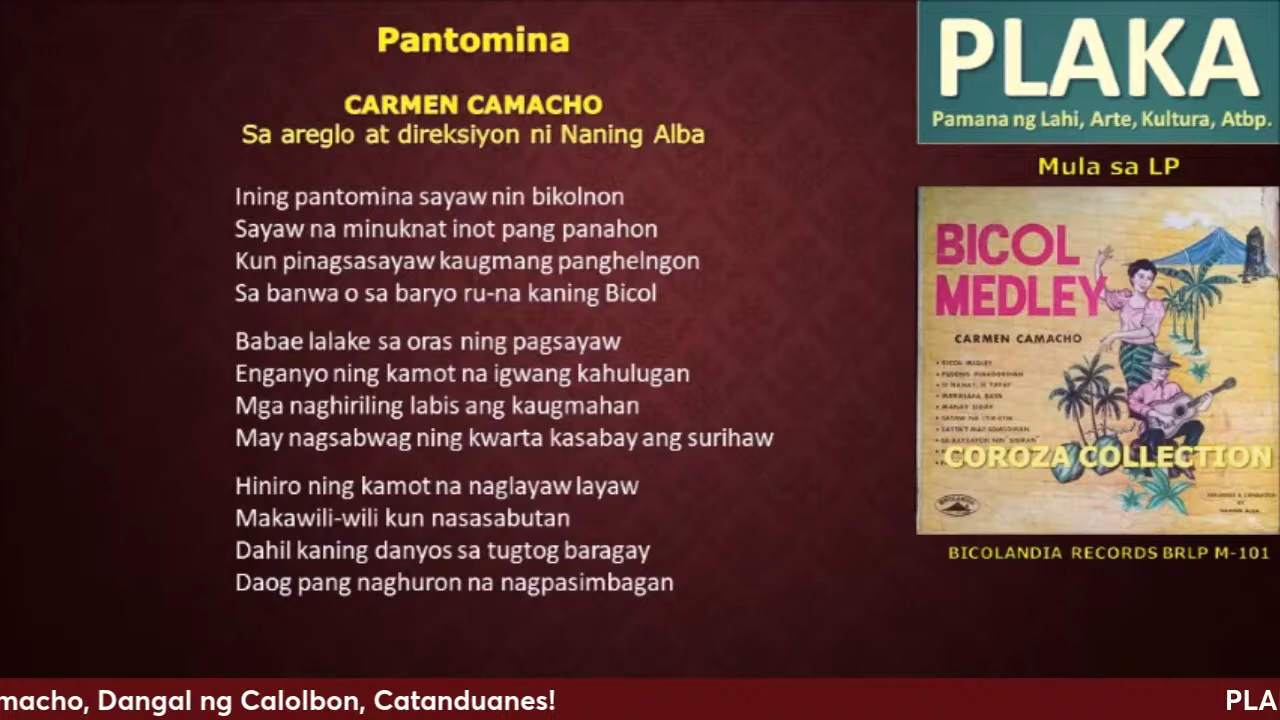 Pantomina
CARMEN CAMACHO
Sa areglo at direksiyon ni Naning Alba
Ining pantomina sayaw nin bikolnon
Sayaw na minuknat inot pang panahon
Kun pinagsasayaw kaugmang panghelngon
Sa banwa o sa baryo ru-na kaning Bicol
Babae lalake sa oras ning pagsayaw
Enganyo ning kamot na igwang kahulugan
Mga naghiriling labis ang kaugmahan
May nagsabwag ning kwarta kasabay ang surihaw
Hiniro ning kamot na naglayaw layaw
Makawili-wili kun nasasabutan
Dahil kaning danyos sa tugtog baragay
Daog pang naghuron na nagpasimbagan
PLAKA
Pamana ng Lahi, Arte, Kultura, Atbp.
Mula sa LP
BICOL
MEDLEY
CARMEN CAMACHO
BICOL MEDLEY
COROZA COLLECTION
BICOLANDIA RECORDS BRLP M-101
macho, Dangal ng Calolbon, Catanduanes!
PLA